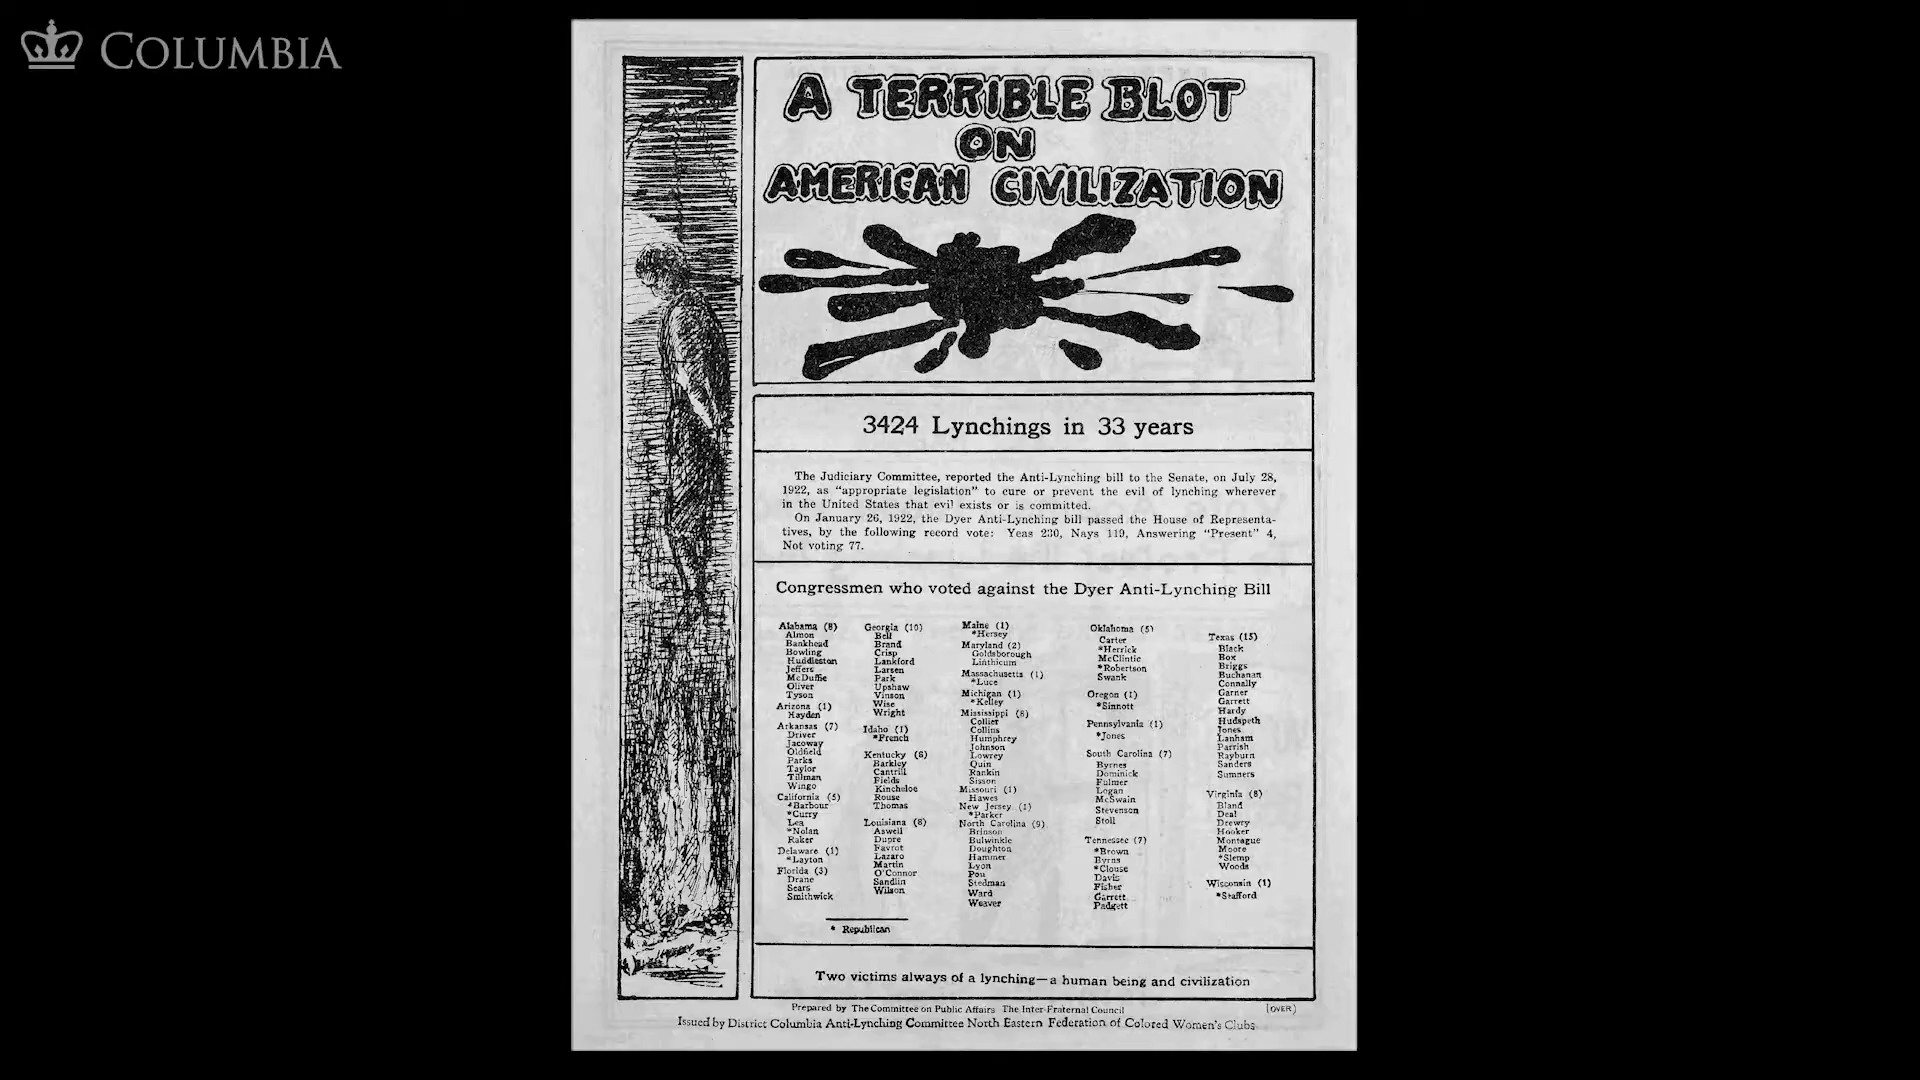 COLUMBIA
A TERRIBLE BLOT
ON
AMERICAN CIVILIZATION
3424 Lynchings in 33 years
The Judiciary Committee, reported the Anti-Lynching bill to the Senate, on July 28,
1922, as "appropriate legislation" to cure or prevent the evil of lynching wherever
in the United States that evil exists or is committed.
On January 26, 1922, the Dyer Anti-Lynching bill passed the House of Representa-
tives, by the following record vote: Yeas 230, Nays 119, Answering "Present" 4,
Not voting 77.
Congressmen who voted against the Dyer Anti-Lynching Bill
Alabama (8)
Almon
Bankhead
Bowling
Huddleston
Jeffers
McDuffie
Oliver
Tyson
Arizona (1)
Hayden
Arkansas (7)
Driver
Jacoway
Oldfield
Parks
Taylor
Tillman
Wingo
California (5)
*Barbour
*Curry
Lea
*Nolan
Raker
Delaware (1)
*Layton
Florida (3)
Drane
Sears
Smithwick
Georgia (10)
Bell
Brand
Crisp
Lankford
Larsen
Park
Upshaw
Vinson
Wise
Wright
Idaho (1)
*French
Kentucky (6)
Barkley
Cantrill
Fields
Kincheloe
Rouse
Thomas
Louisiana (8)
Aswell
Dupre
Favrot
Lazaro
Martin
O'Connor
Sandlin
Wilson
Maine (1)
*Hersey
Maryland (2)
Goldsborough
Linthicum
Massachusetts (1)
*Luce
Michigan (1)
*Kelley
Mississippi (8)
Collier
Collins
Humphrey
Johnson
Lowrey
Quin
Rankin
Sisson
Missouri (1)
Hawes
New Jersey (1)
*Parker
North Carolina (9)
Brinson
Bulwinkle
Doughton
Hammer
Lyon
Pou
Stedman
Ward
Weaver
Oklahoma (5)
Carter
*Herrick
McClintic
*Robertson
Swank
Oregon (1)
*Sinnott
Pennsylvania (1)
*Jones
South Carolina (7)
Byrnes
Dominick
Fulmer
Logan
McSwain
Stevenson
Stoll
Tennessee (7)
*Brown
Byrns
*Clouse
Davis
Fisher
Garrett
Padgett
Texas (15)
Black
Box
Briggs
Buchanan
Connally
Garner
Garrett
Hardy
Hudspeth
Jones
Lanham
Parrish
Rayburn
Sanders
Sumners
Virginia (8)
Bland
Deal
Drewry
Hooker
Montague
Moore
*Slemp
Woods
Wisconsin (1)
*Stafford
* Republican
Two victims always of a lynching—a human being and civilization
Prepared by The Committee on Public Affairs The Inter-Fraternal Council
[OVER]
Issued by District Columbia Anti-Lynching Committee North Eastern Federation of Colored Women's Clubs